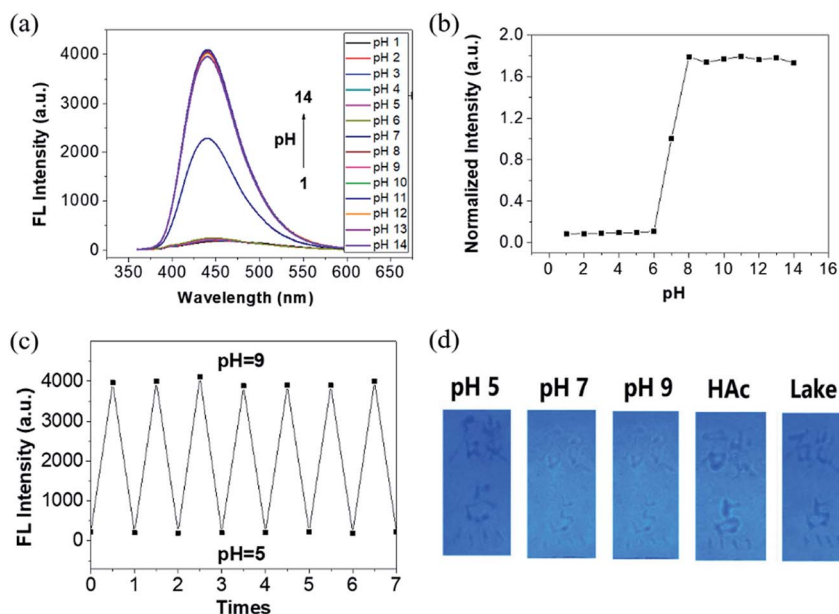 (a)
FL Intensity (a.u.)
4000
3000
2000
1000
0
350 400 450 500 550 600 650
Wavelength (nm)
14
pH
1
pH 1
pH 2
pH 3
pH 4
pH 5
pH 6
pH 7
pH 8
pH 9
pH 10
pH 11
pH 12
pH 13
pH 14
(b)
Normalized Intensity (a.u.)
2.0
1.6
1.2
0.8
0.4
0.0
0 2 4 6 8 10 12 14 16
pH
(c)
FL Intensity (a.u.)
5000
4000
3000
2000
1000
0
pH=9
pH=5
0 1 2 3 4 5 6 7
Times
(d)
pH 5 pH 7 pH 9 HAc Lake
碳 碳 碳
点 点 点